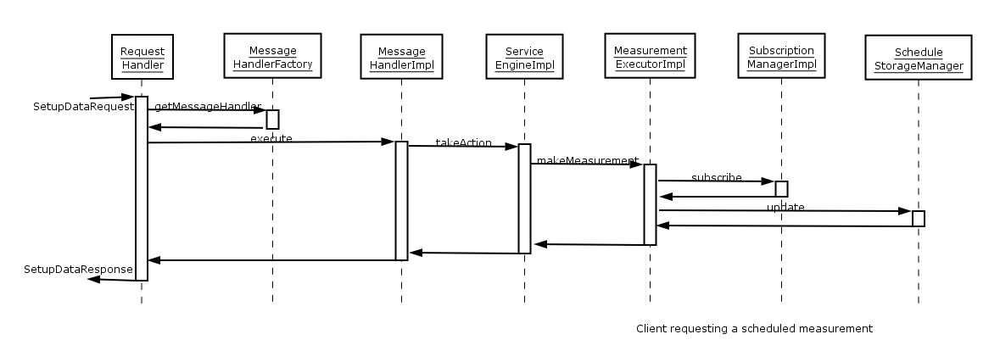 Request
Handler
Message
HandlerFactory
Message
HandlerImpl
Service
EngineImpl
Measurement
ExecutorImpl
Subscription
ManagerImpl
Schedule
StorageManager
SetupDataRequest
getMessageHandler
execute
takeAction
makeMeasurement
subscribe
update
SetupDataResponse
Client requesting a scheduled measurement